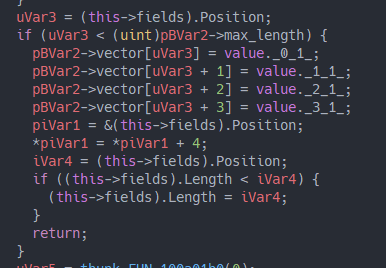 }
uVar3 = (this->fields).Position;
if (uVar3 < (uint)pBVar2->max_length) {
pBVar2->vector[uVar3] = value._0_1_;
pBVar2->vector[uVar3 + 1] = value._1_1_;
pBVar2->vector[uVar3 + 2] = value._2_1_;
pBVar2->vector[uVar3 + 3] = value._3_1_;
piVar1 = &(this->fields).Position;
*piVar1 = *piVar1 + 4;
iVar4 = (this->fields).Position;
if ((this->fields).Length < iVar4) {
(this->fields).Length = iVar4;
}
return;
}